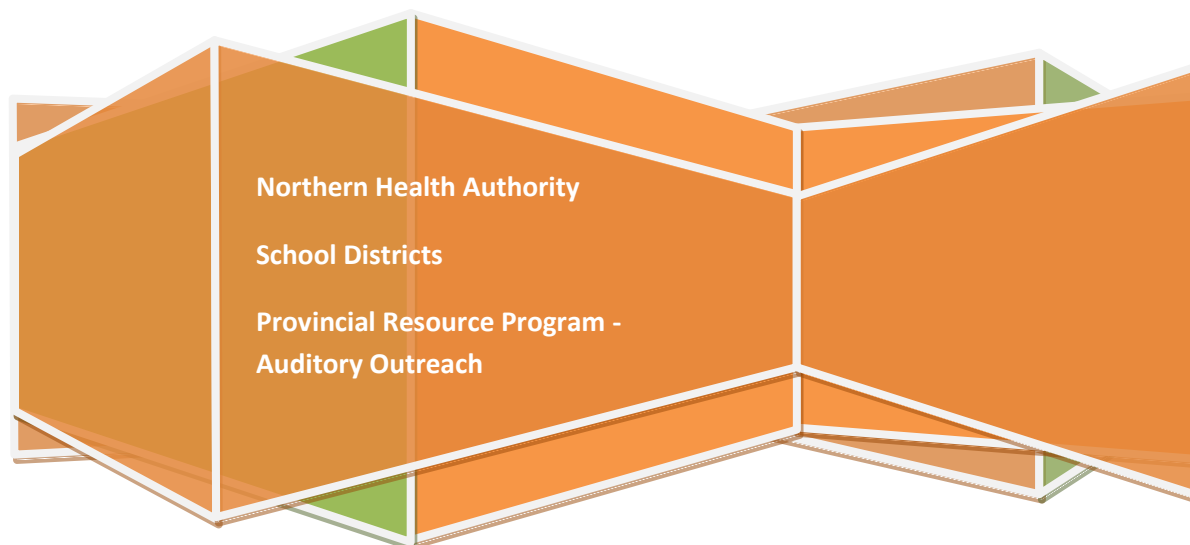 Northern Health Authority
School Districts
Provincial Resource Program -
Auditory Outreach